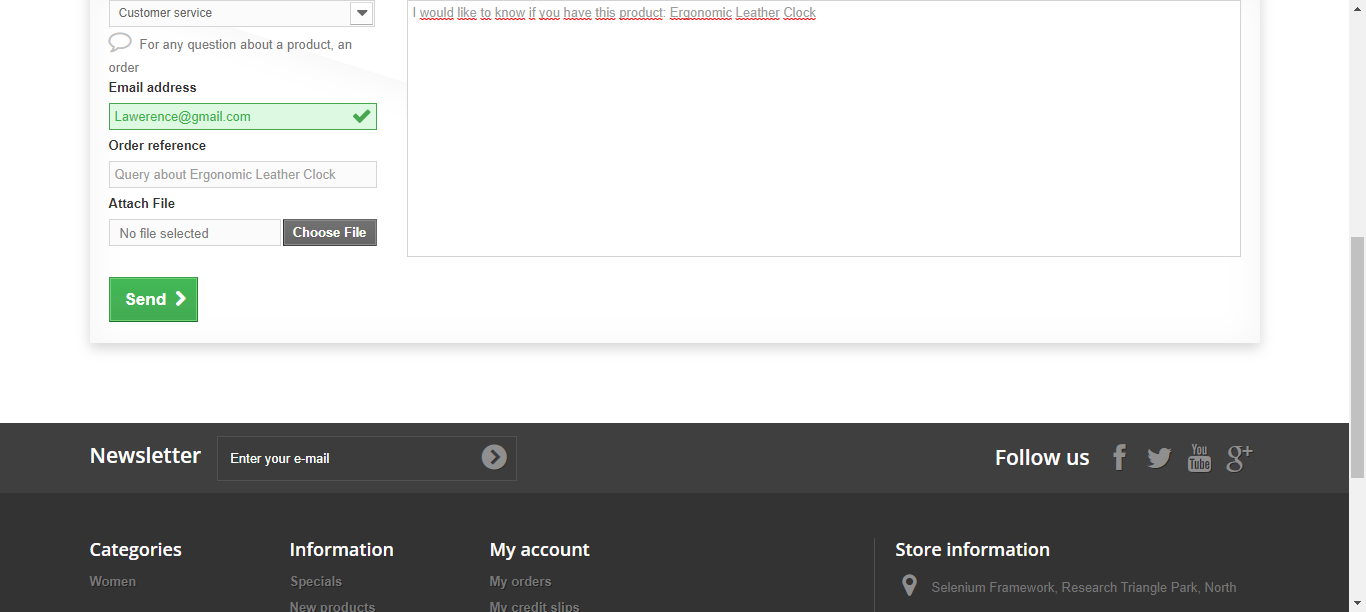 Customer service
For any question about a product, an
order
Email address
Lawerence@gmail.com
Order reference
Query about Ergonomic Leather Clock
Attach File
No file selected
Choose File
Send
I would like to know if you have this product: Ergonomic Leather Clock
Newsletter
Enter your e-mail
Follow us
You
Tube
g+
Categories
Women
Information
Specials
New products
My account
My orders
My credit slips
Store information
Selenium Framework, Research Triangle Park, North